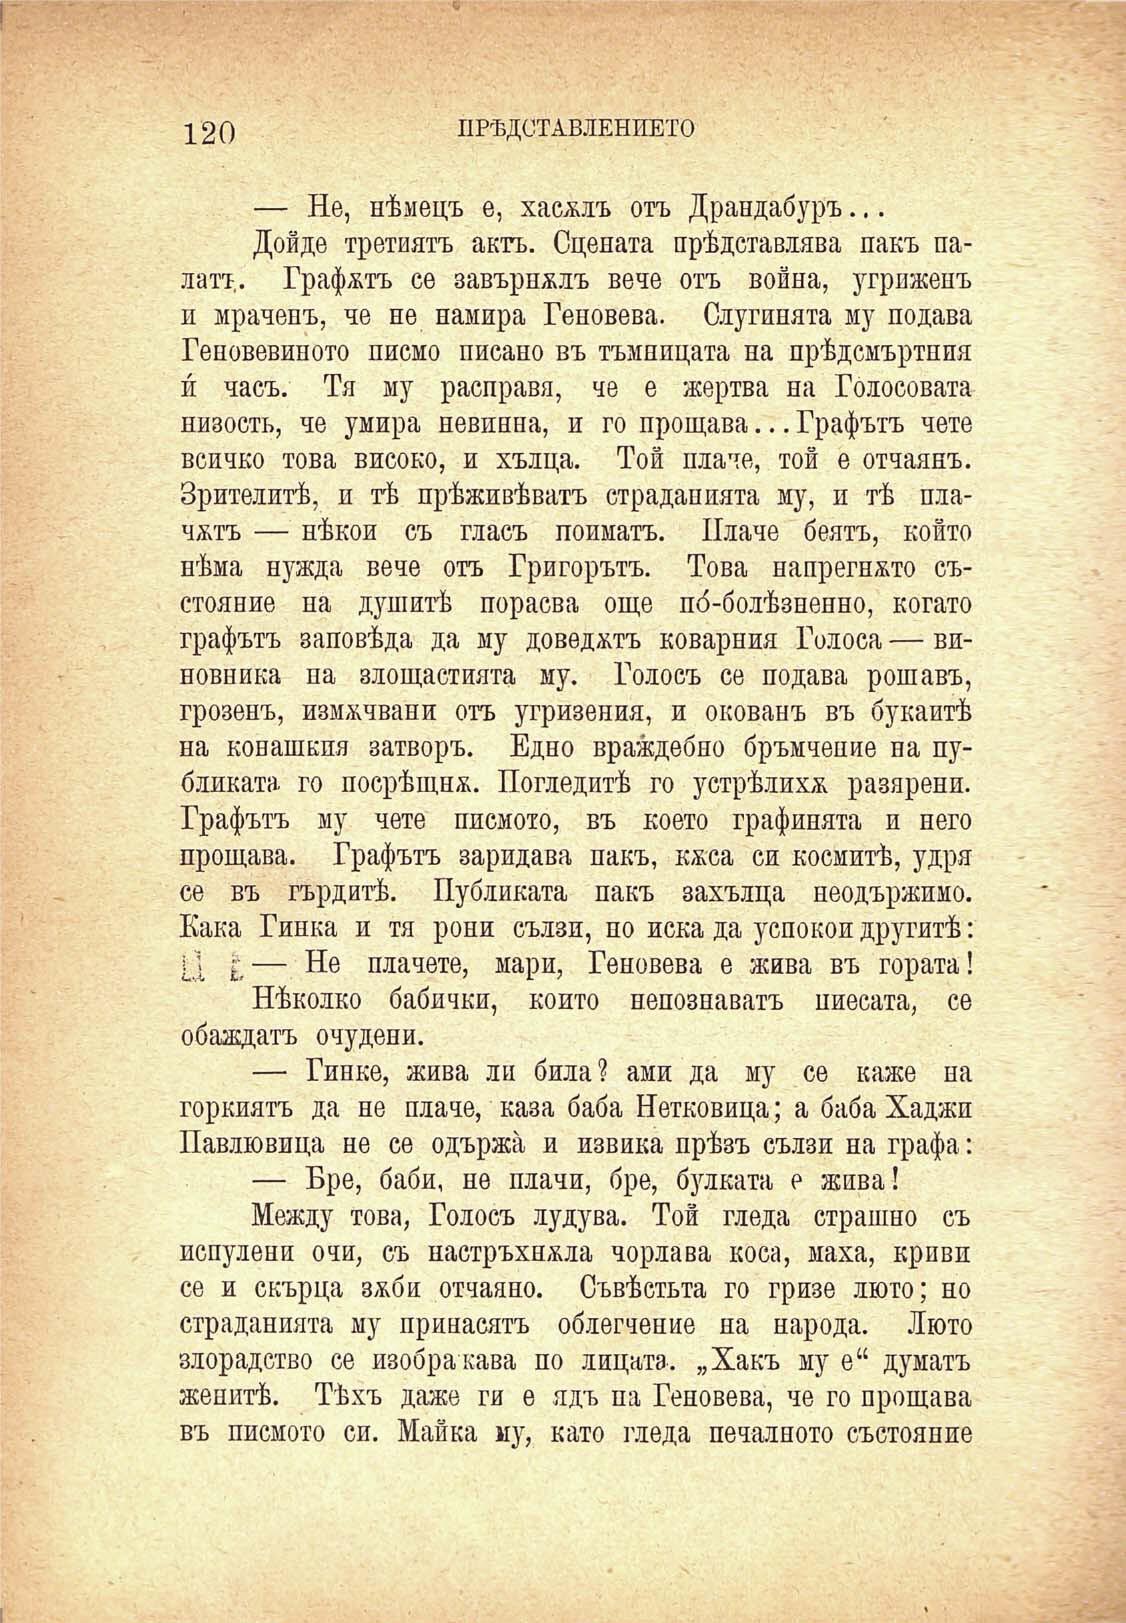 120 ПРѢДСТАВЛЕНИЕТО
— Не, нѣмецъ е, хасѫлъ отъ Драндабуръ...
Дойде третиятъ актъ. Сцената прѣдставлява пакъ па-
латъ. Графѫтъ се завърнѫлъ вече отъ война, угриженъ
и мраченъ, че не намира Геновева. Слугинята му подава
Геновевиното писмо писано въ тъмницата на прѣдсмъртния
ѝ часъ. Тя му расправя, че е жертва на Голосовата
низость, че умира невинна, и го прощава...Графътъ чете
всичко това високо, и хълца. Той плаче, той е отчаянъ.
Зрителитѣ, и тѣ прѣживѣватъ страданията му, и тѣ пла-
чѫтъ — нѣкои съ гласъ поиматъ. Плаче беятъ, който
нѣма нужда вече отъ Григорътъ. Това напрегнѫто съ-
стояние на душитѣ порасва още по́-болѣзненно, когато
графътъ заповѣда да му доведѫтъ коварния Голоса — ви-
новника на злощастията му. Голосъ се подава рошавъ,
грозенъ, измѫчвани отъ угризения, и окованъ въ букаитѣ
на конашкия затворъ. Едно враждебно бръмчение на пу-
бликата го посрѣщнѫ. Погледитѣ го устрѣлихѫ разярени.
Графътъ му чете писмото, въ което графинята и него
прощава. Графътъ заридава пакъ, кѫса си космитѣ, удря
се въ гърдитѣ. Публиката пакъ захълца неодържимо.
Кака Гинка и тя рони сълзи, но иска да успокои другитѣ:
— Не плачете, мари, Геновева е жива въ гората!
Нѣколко бабички, които непознаватъ пиесата, се
обаждатъ очудени.
— Гинке, жива ли била? ами да му се каже на
горкиятъ да не плаче, каза баба Нетковица; а баба Хаджи
Павлювица не се одържа̀ и извика прѣзъ сълзи на графа:
— Бре, баби, не плачи, бре, булката е жива!
Между това, Голосъ лудува. Той гледа страшно съ
испулени очи, съ настръхнѫла чорлава коса, маха, криви
се и скърца зѫби отчаяно. Съвѣстьта го гризе люто; но
страданията му принасятъ облегчение на народа. Люто
злорадство се изображава по лицата. „Хакъ му е“ думатъ
женитѣ. Тѣхъ даже ги е ядъ на Геновева, че го прощава
въ писмото си. Майка му, като гледа печалното състояние